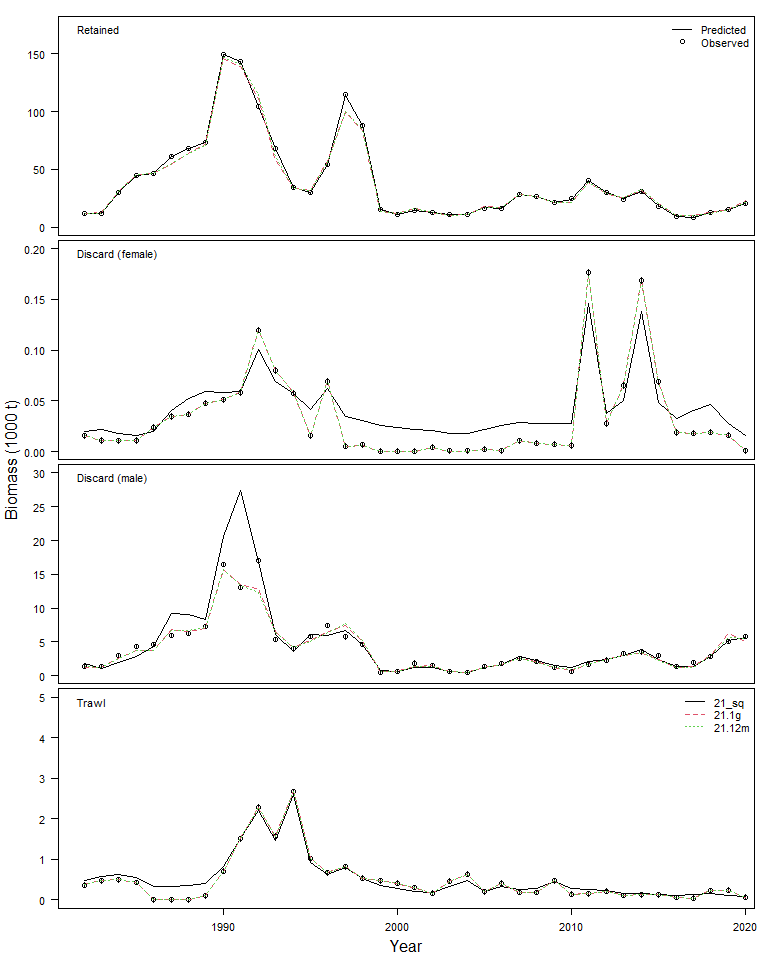 Retained
Predicted
Observed
150
100
50
0
Discard (female)
0.20
0.15
0.10
0.05
0.00
Biomass (1000 t)
Discard (male)
30
25
20
15
10
5
0
Trawl
21_sq
21.1g
21.12m
5
4
3
2
1
0
1990 2000 2010 2020
Year